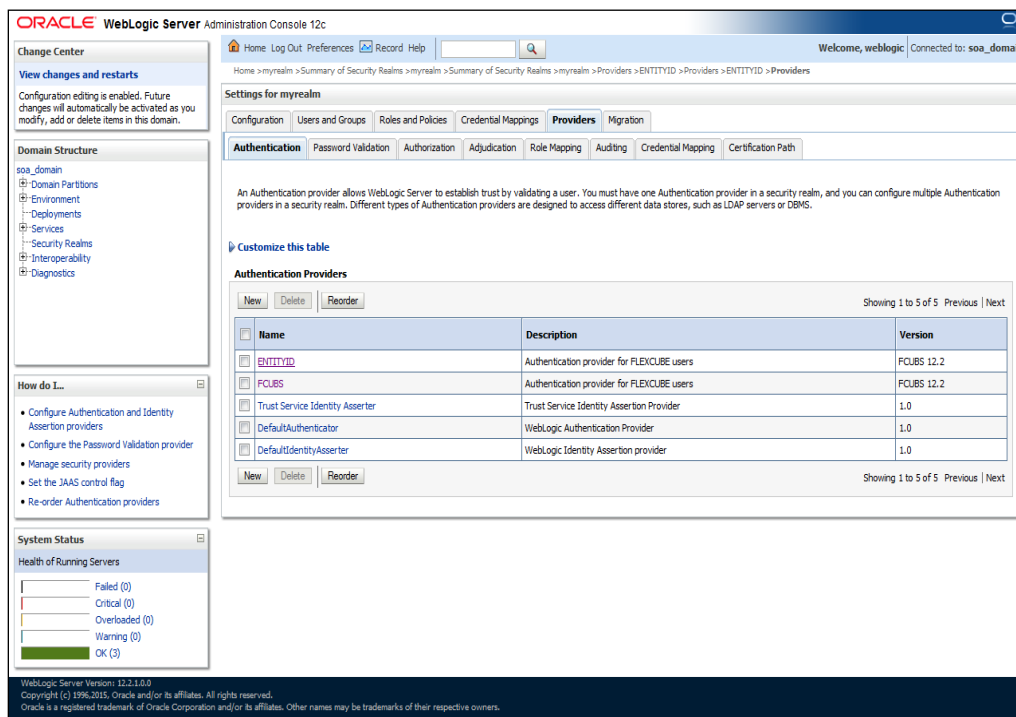 ORACLE WebLogic Server Administration Console 12c
Change Center
View changes and restarts
Configuration editing is enabled. Future
changes will automatically be activated as you
modify, add or delete items in this domain.
Domain Structure
soa_domain
Domain Partitions
Environment
Deployments
Services
Security Realms
Interoperability
Diagnostics
How do I...
Configure Authentication and Identity
Assertion providers
Configure the Password Validation provider
Manage security providers
Set the JAAS control flag
Re-order Authentication providers
System Status
Health of Running Servers
Failed (0)
Critical (0)
Overloaded (0)
Warning (0)
OK (3)
Home Log Out Preferences Record Help
Welcome, weblogic Connected to: soa_domai
Home >myrealm >Summary of Security Realms >myrealm >Summary of Security Realms >myrealm >Providers >ENTITYID >Providers >ENTITYID >Providers
Settings for myrealm
Configuration Users and Groups Roles and Policies Credential Mappings Providers Migration
Authentication Password Validation Authorization Adjudication Role Mapping Auditing Credential Mapping Certification Path
An Authentication provider allows WebLogic Server to establish trust by validating a user. You must have one Authentication provider in a security realm, and you can configure multiple Authentication
providers in a security realm. Different types of Authentication providers are designed to access different data stores, such as LDAP servers or DBMS.
Customize this table
Authentication Providers
New Delete Reorder Showing 1 to 5 of 5 Previous | Next
Name Description Version
ENTITYID Authentication provider for FLEXCUBE users FCUBS 12.2
FCUBS Authentication provider for FLEXCUBE users FCUBS 12.2
Trust Service Identity Asserter Trust Service Identity Assertion Provider 1.0
DefaultAuthenticator WebLogic Authentication Provider 1.0
DefaultIdentityAsserter WebLogic Identity Assertion provider 1.0
New Delete Reorder Showing 1 to 5 of 5 Previous | Next
WebLogic Server Version: 12.2.1.0.0
Copyright (c) 1996,2015, Oracle and/or its affiliates. All rights reserved.
Oracle is a registered trademark of Oracle Corporation and/or its affiliates. Other names may be trademarks of their respective owners.